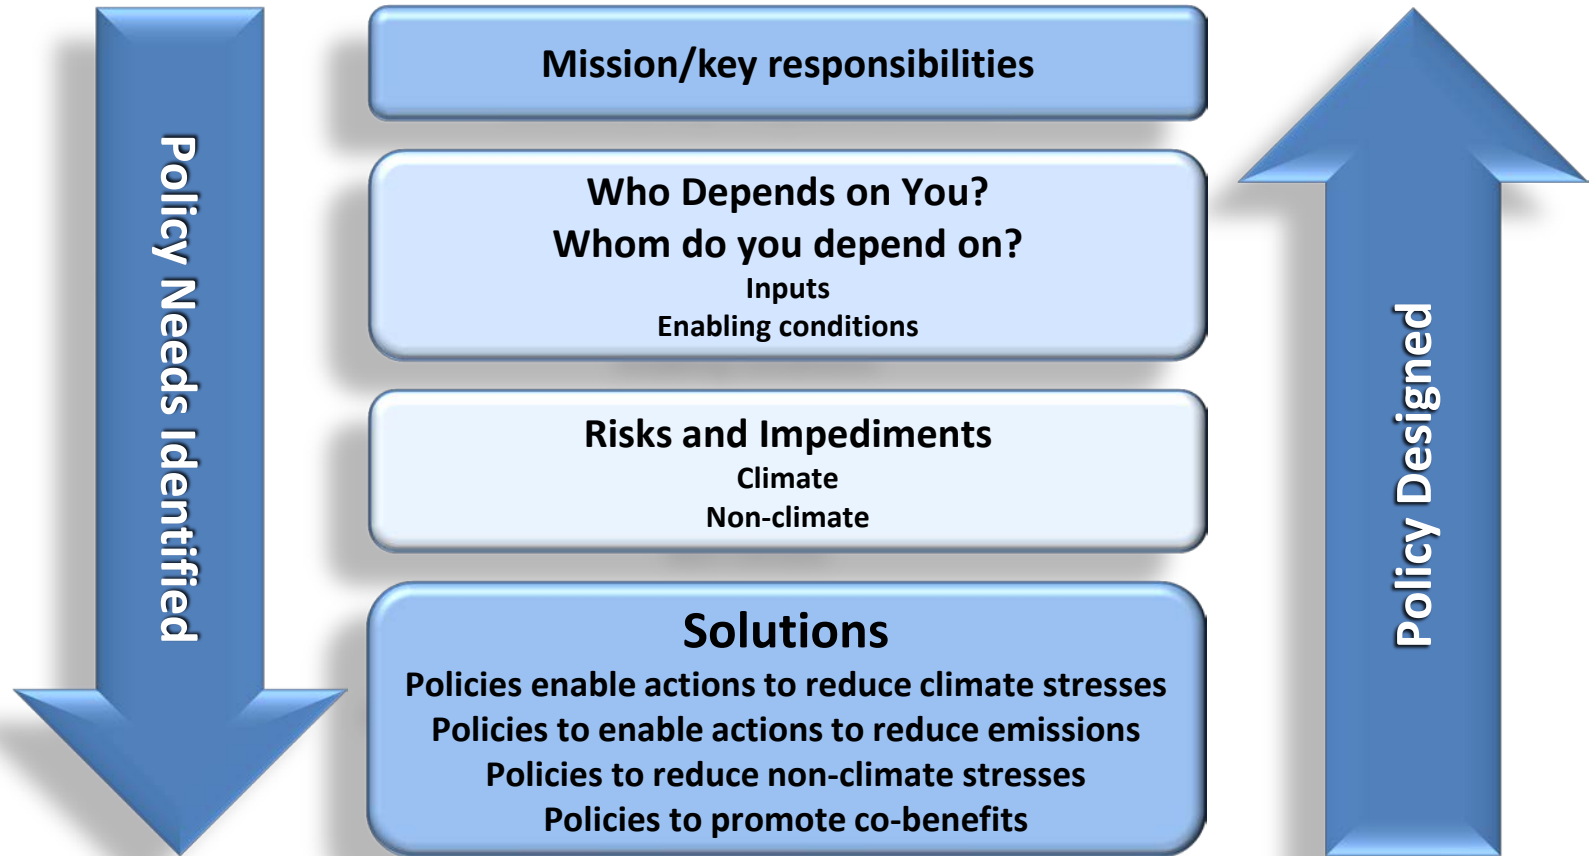 Policy Needs Identified
Mission/key responsibilities
Who Depends on You?
Whom do you depend on?
Inputs
Enabling conditions
Risks and Impediments
Climate
Non-climate
Solutions
Policies enable actions to reduce climate stresses
Policies to enable actions to reduce emissions
Policies to reduce non-climate stresses
Policies to promote co-benefits
Policy Designed